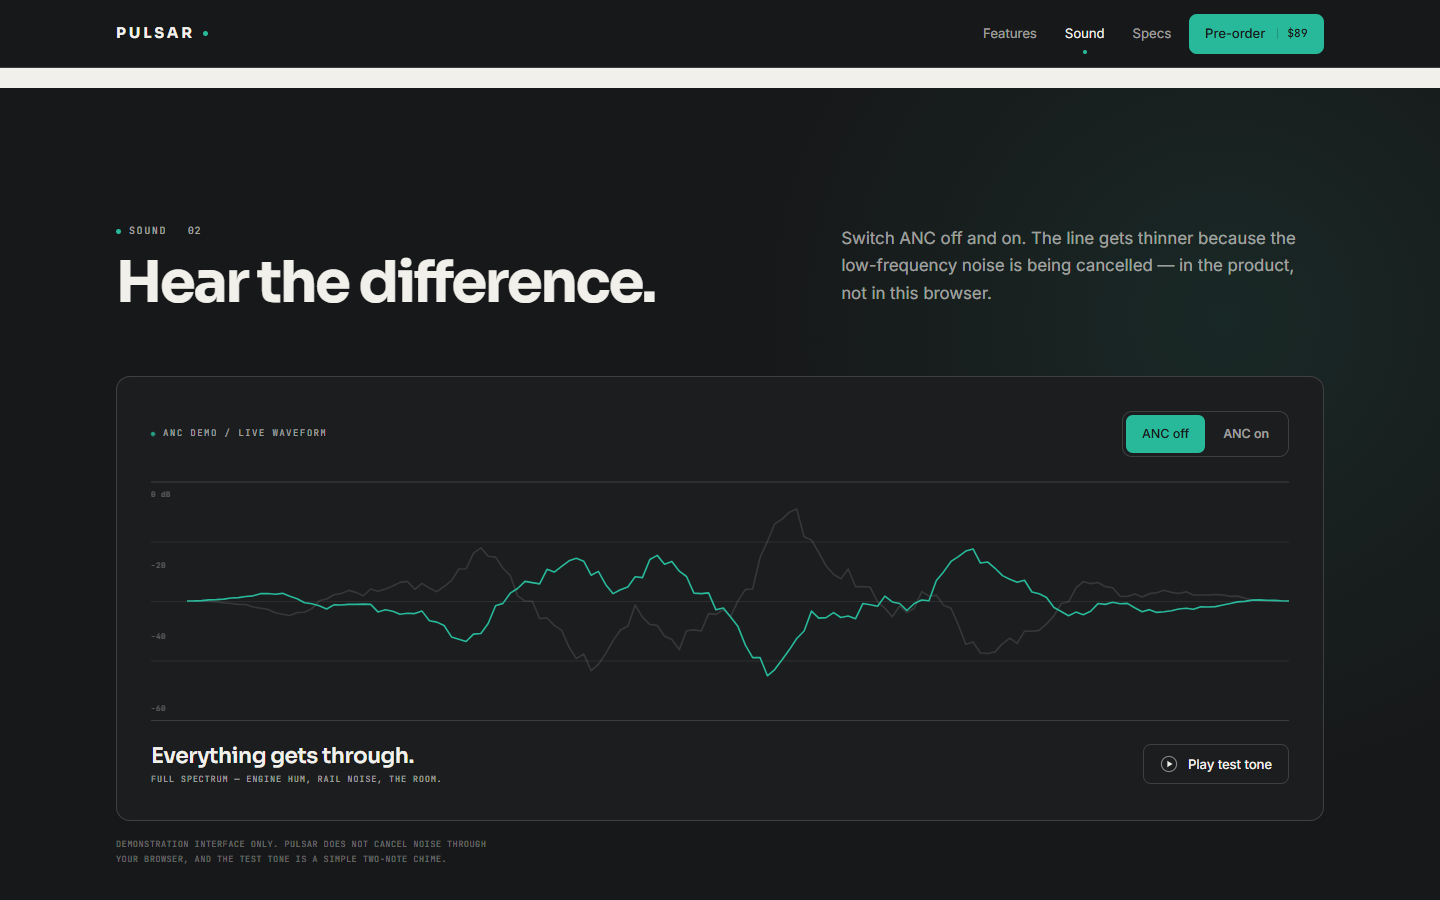 PULSAR
Features
Sound
Specs
Pre-order
$89
SOUND 02
Hear the difference.
Switch ANC off and on. The line gets thinner because the
low-frequency noise is being cancelled — in the product,
not in this browser.
ANC DEMO / LIVE WAVEFORM
ANC off
ANC on
0 dB
-20
-40
-60
Everything gets through.
FULL SPECTRUM — ENGINE HUM, RAIL NOISE, THE ROOM.
Play test tone
DEMONSTRATION INTERFACE ONLY. PULSAR DOES NOT CANCEL NOISE THROUGH
YOUR BROWSER, AND THE TEST TONE IS A SIMPLE TWO-NOTE CHIME.